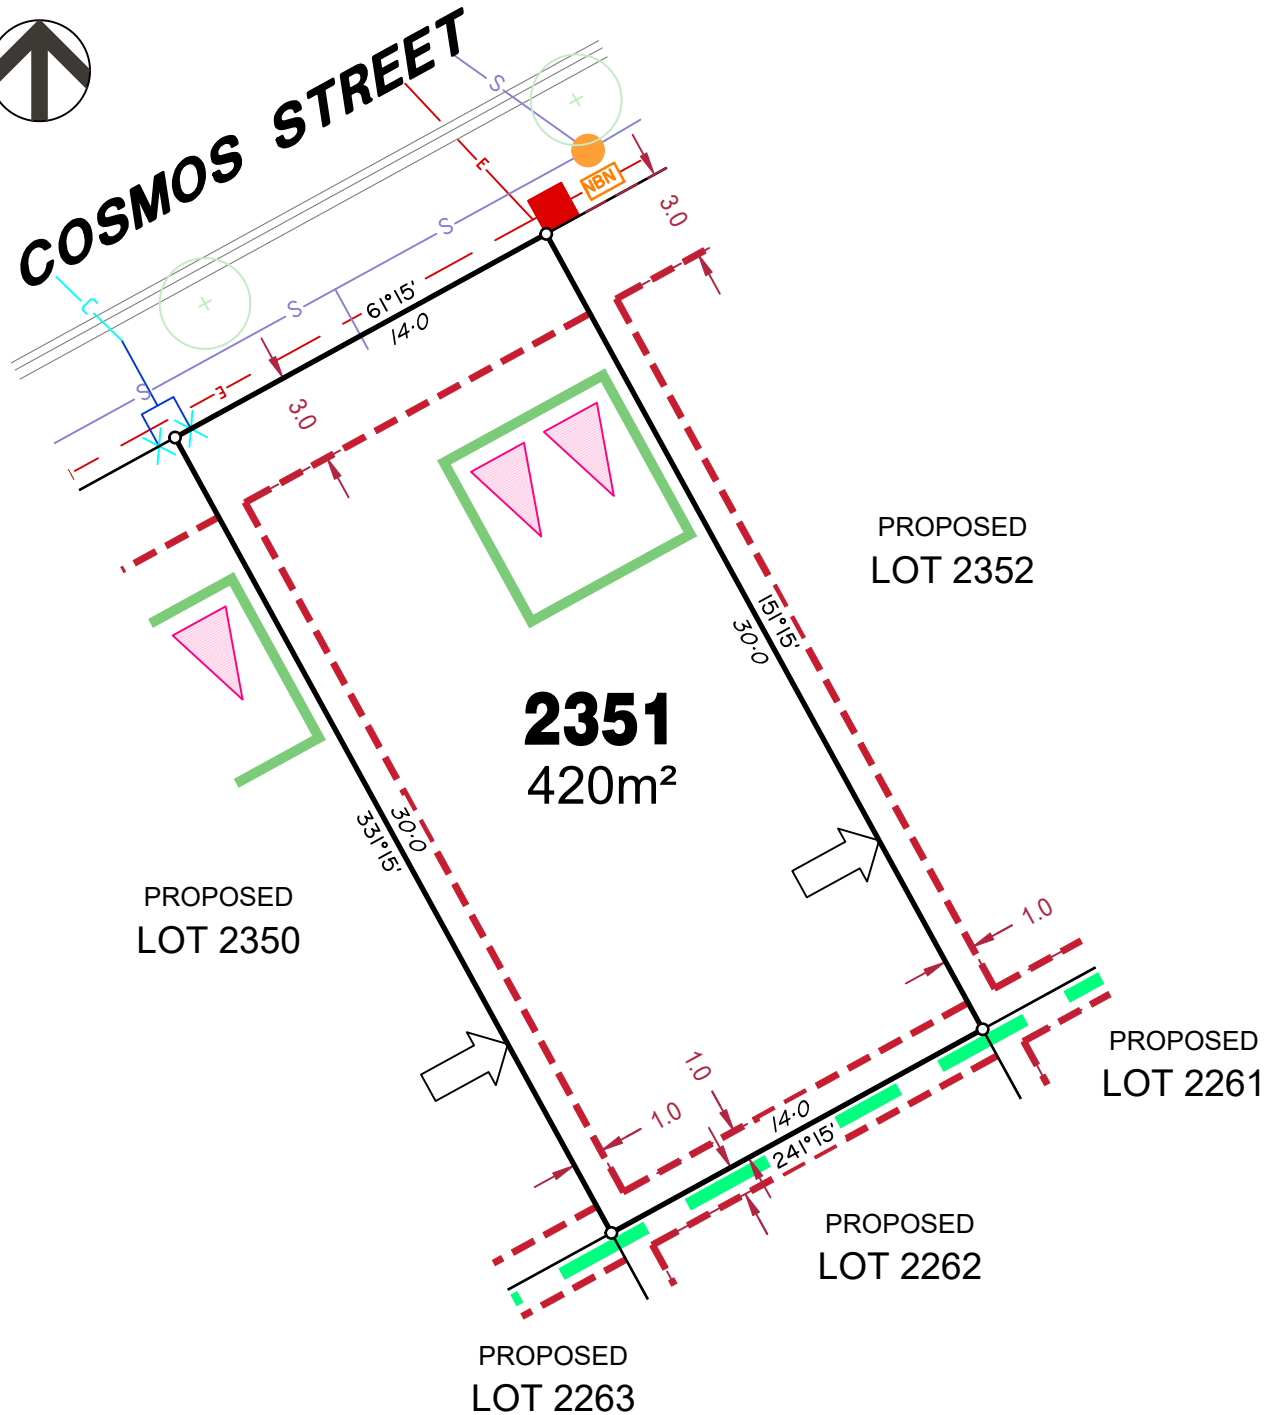 COSMOS STREET
S
E
NBN
3.0
S
61°15'
14·0
S
S
E
3.0
PROPOSED
LOT 2352
151°15'
30·0
2351
420m²
30·0
331°15'
PROPOSED
LOT 2350
1.0
1.0
1.0
14·0
241°15'
PROPOSED
LOT 2261
PROPOSED
LOT 2262
PROPOSED
LOT 2263